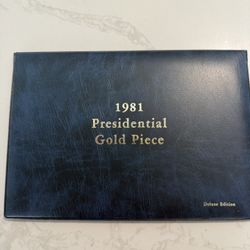 1981
Presidential
Gold Piece
Deluxe Edition